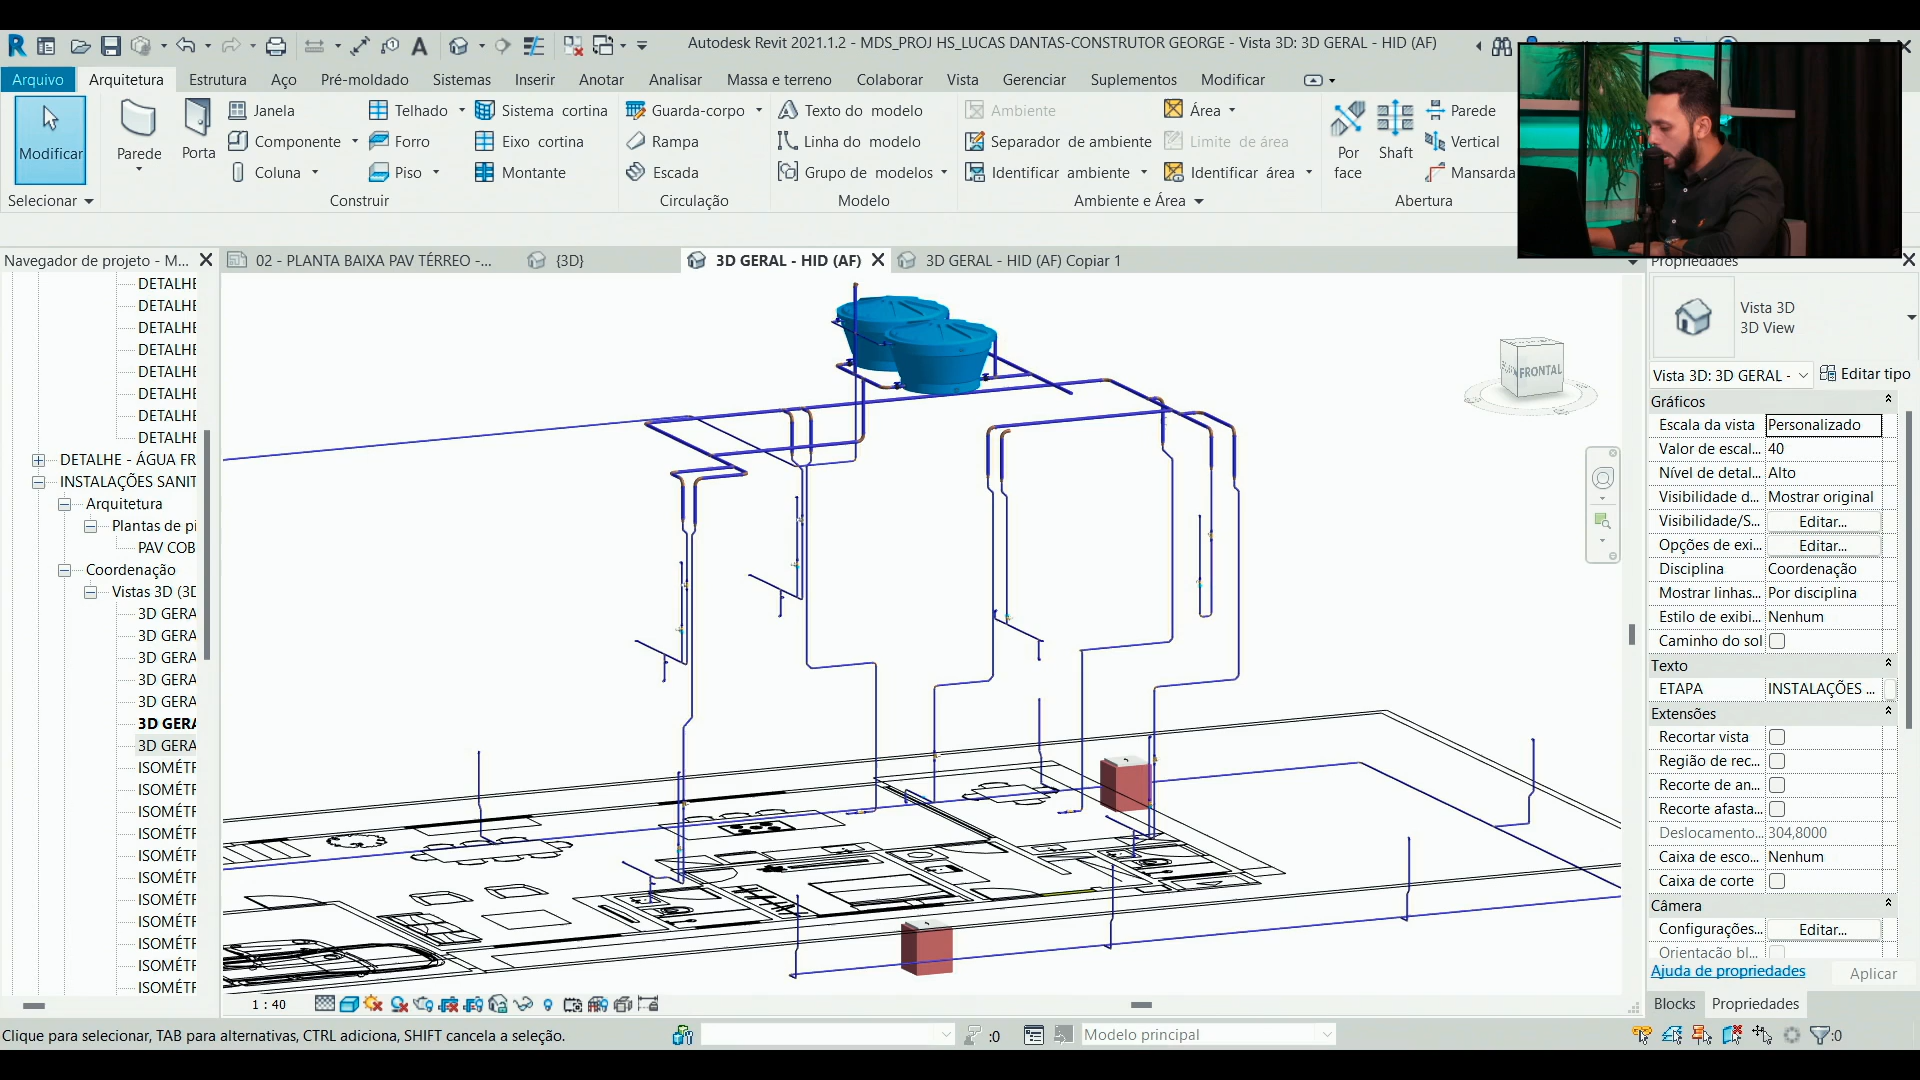 Autodesk Revit 2021.1.2 - MDS_PROJ HS_LUCAS DANTAS-CONSTRUTOR GEORGE - Vista 3D: 3D GERAL - HID (AF)
Arquivo Arquitetura Estrutura Aço Pré-moldado Sistemas Inserir Anotar Analisar Massa e terreno Colaborar Vista Gerenciar Suplementos Modificar
Modificar
Selecionar
Parede
Porta
Janela
Componente
Coluna
Telhado
Forro
Piso
Sistema cortina
Eixo cortina
Montante
Construir
Guarda-corpo
Rampa
Escada
Circulação
Texto do modelo
Linha do modelo
Grupo de modelos
Modelo
Ambiente
Separador de ambiente
Identificar ambiente
Área
Limite de área
Identificar área
Ambiente e Área
Por face
Shaft
Parede
Vertical
Mansarda
Abertura
Navegador de projeto - M...
02 - PLANTA BAIXA PAV TÉRREO -...
{3D}
3D GERAL - HID (AF)
3D GERAL - HID (AF) Copiar 1
DETALHE
DETALHE
DETALHE
DETALHE
DETALHE
DETALHE
DETALHE
DETALHE
DETALHE - ÁGUA FR
INSTALAÇÕES SANIT
Arquitetura
Plantas de pi
PAV COB
Coordenação
Vistas 3D (3D
3D GERA
3D GERA
3D GERA
3D GERA
3D GERA
3D GERA
3D GERA
ISOMÉTR
ISOMÉTR
ISOMÉTR
ISOMÉTR
ISOMÉTR
ISOMÉTR
ISOMÉTR
ISOMÉTR
ISOMÉTR
ISOMÉTR
ISOMÉTR
FRONTAL
Propriedades
Vista 3D
3D View
Vista 3D: 3D GERAL - Editar tipo
Gráficos
Escala da vista Personalizado
Valor de escal... 40
Nível de detal... Alto
Visibilidade d... Mostrar original
Visibilidade/S... Editar...
Opções de exi... Editar...
Disciplina Coordenação
Mostrar linhas... Por disciplina
Estilo de exibi... Nenhum
Caminho do sol
Texto
ETAPA INSTALAÇÕES ...
Extensões
Recortar vista
Região de rec...
Recorte de an...
Recorte afasta...
Deslocamento... 304,8000
Caixa de esco... Nenhum
Caixa de corte
Câmera
Configurações... Editar...
Orientação bl...
Ajuda de propriedades Aplicar
Blocks Propriedades
1 : 40
Clique para selecionar, TAB para alternativas, CTRL adiciona, SHIFT cancela a seleção.
:0
Modelo principal
:0